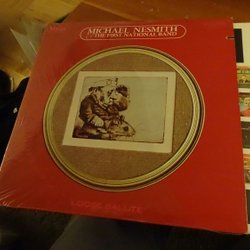 MICHAEL NESMITH
& THE FIRST NATIONAL BAND
LOOSE SALUTE